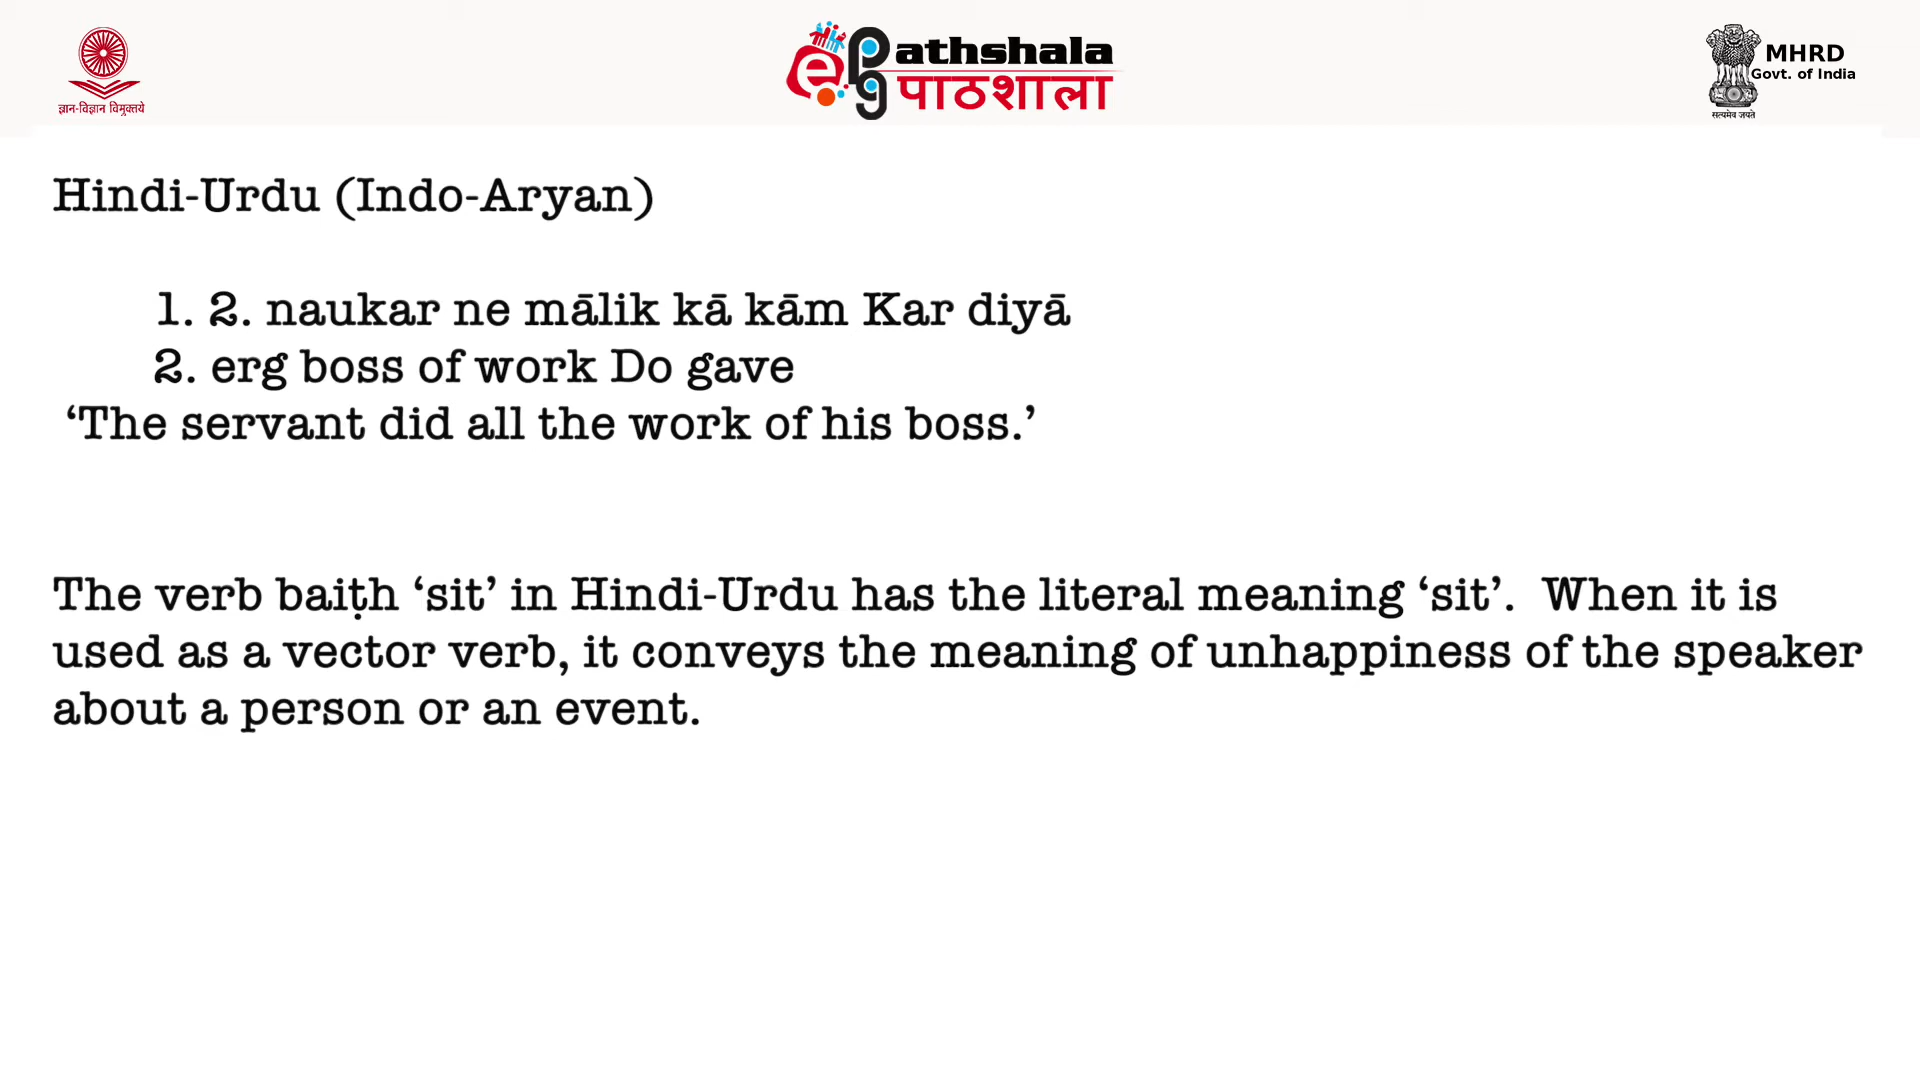 ज्ञान-विज्ञान विमुक्तये
e PG athshala
पाठशाला
MHRD
Govt. of India
सत्यमेव जयते
Hindi-Urdu (Indo-Aryan)
1. 2. naukar ne mālik kā kām Kar diyā
2. erg boss of work Do gave
‘The servant did all the work of his boss.’
The verb baiṭh ‘sit’ in Hindi-Urdu has the literal meaning ‘sit’.  When it is
used as a vector verb, it conveys the meaning of unhappiness of the speaker
about a person or an event.